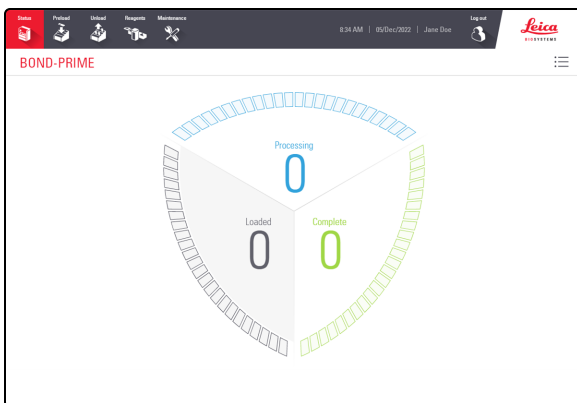 Status Preload Unload Reagents Maintenance 8:34 AM | 05/Dec/2022 | Jane Doe Log out Leica
BIOSYSTEMS
BOND-PRIME
Processing
0
Loaded Complete
0 0